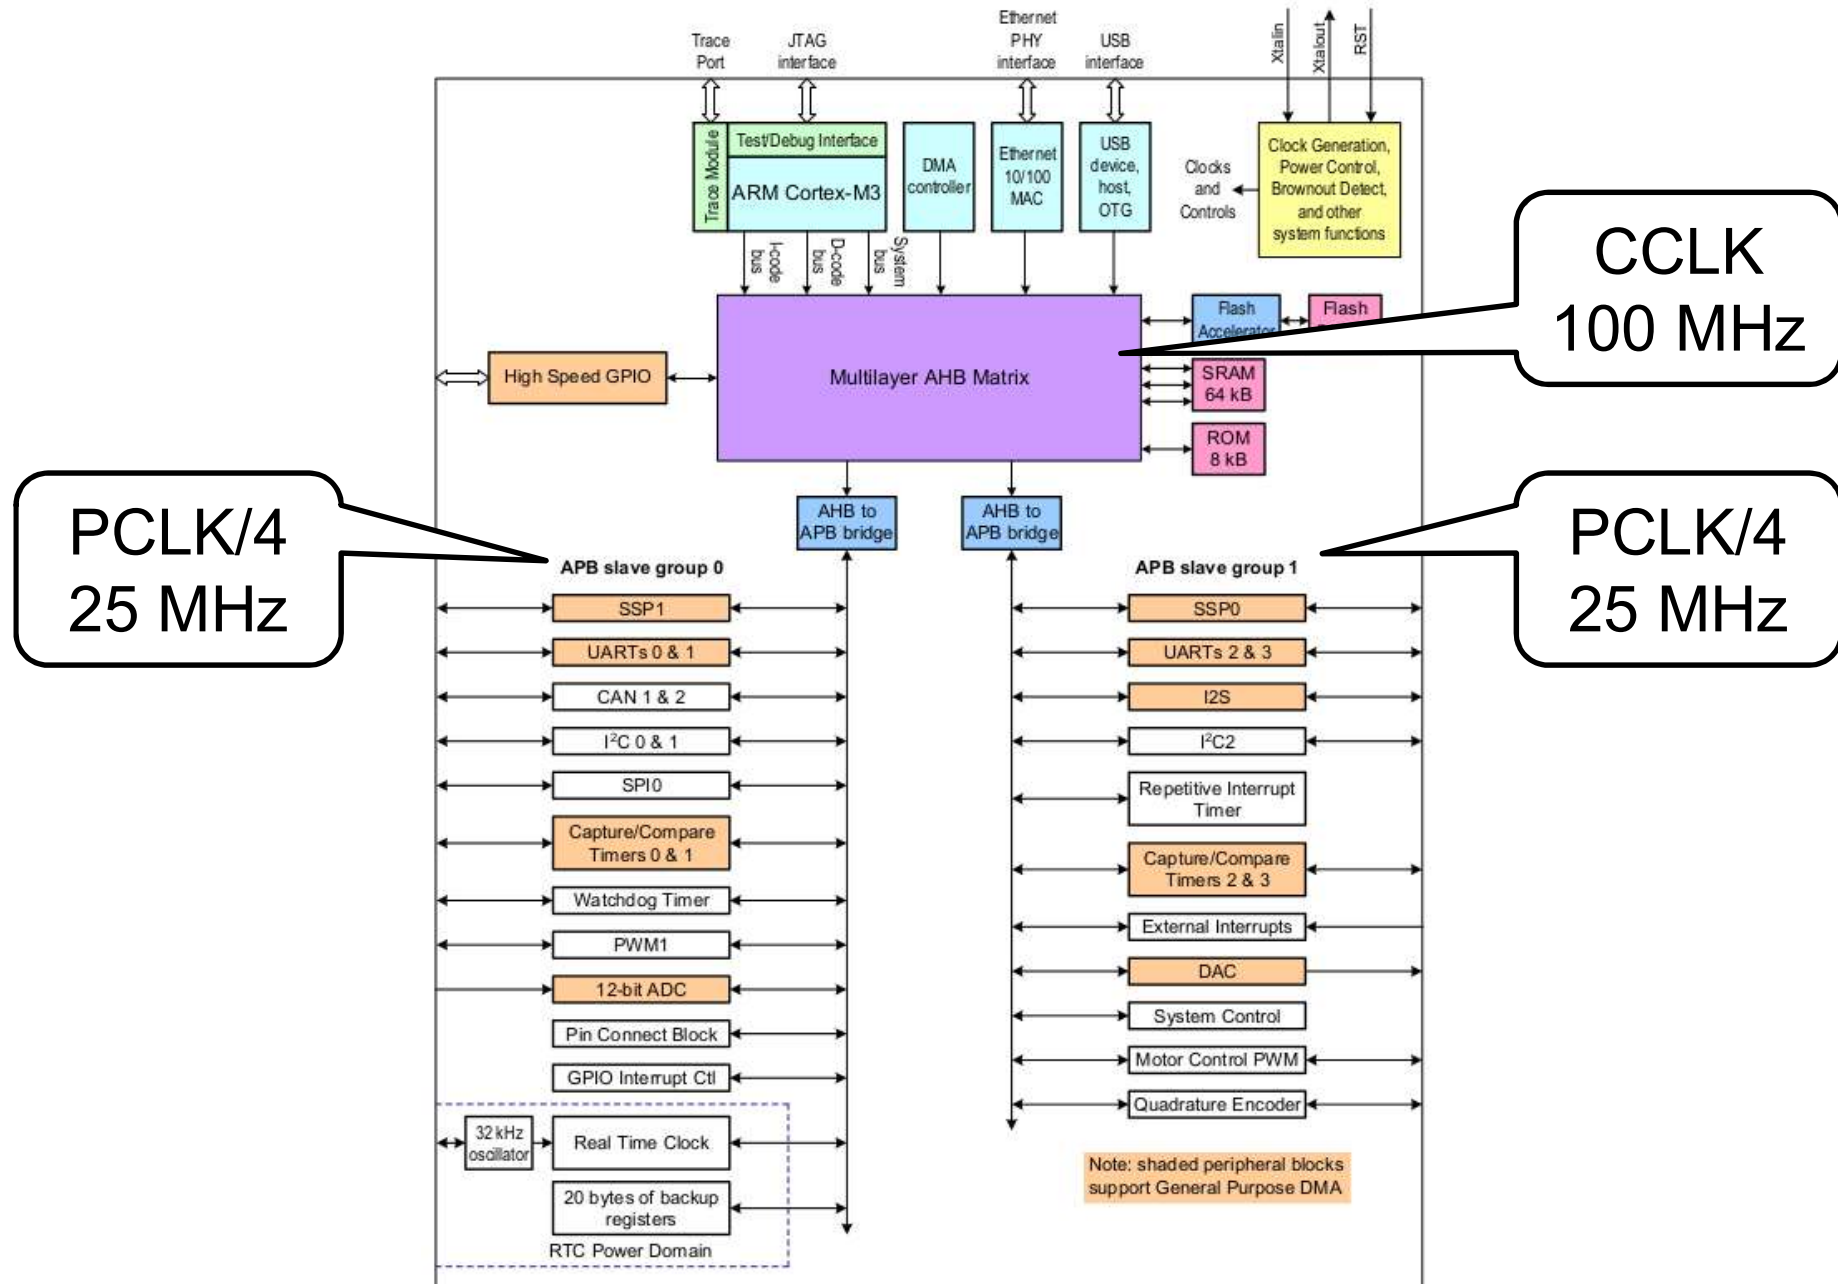 Trace
Port
JTAG
interface
Ethernet
PHY
interface
USB
interface
Xtalin
Xtalout
RST
Trace Module
Test/Debug Interface
ARM Cortex-M3
DMA
controller
Ethernet
10/100
MAC
USB
device,
host,
OTG
Clocks
and
Controls
Clock Generation,
Power Control,
Brownout Detect,
and other
system functions
I-code
bus
D-code
bus
System
bus
CCLK
100 MHz
Flash
Accelerator
Flash
High Speed GPIO
Multilayer AHB Matrix
SRAM
64 kB
ROM
8 kB
PCLK/4
25 MHz
AHB to
APB bridge
AHB to
APB bridge
PCLK/4
25 MHz
APB slave group 0
SSP1
UARTs 0 & 1
CAN 1 & 2
I²C 0 & 1
SPI0
Capture/Compare
Timers 0 & 1
Watchdog Timer
PWM1
12-bit ADC
Pin Connect Block
GPIO Interrupt Ctl
32 kHz
oscillator
Real Time Clock
20 bytes of backup
registers
RTC Power Domain
APB slave group 1
SSP0
UARTs 2 & 3
I2S
I²C2
Repetitive Interrupt
Timer
Capture/Compare
Timers 2 & 3
External Interrupts
DAC
System Control
Motor Control PWM
Quadrature Encoder
Note: shaded peripheral blocks
support General Purpose DMA